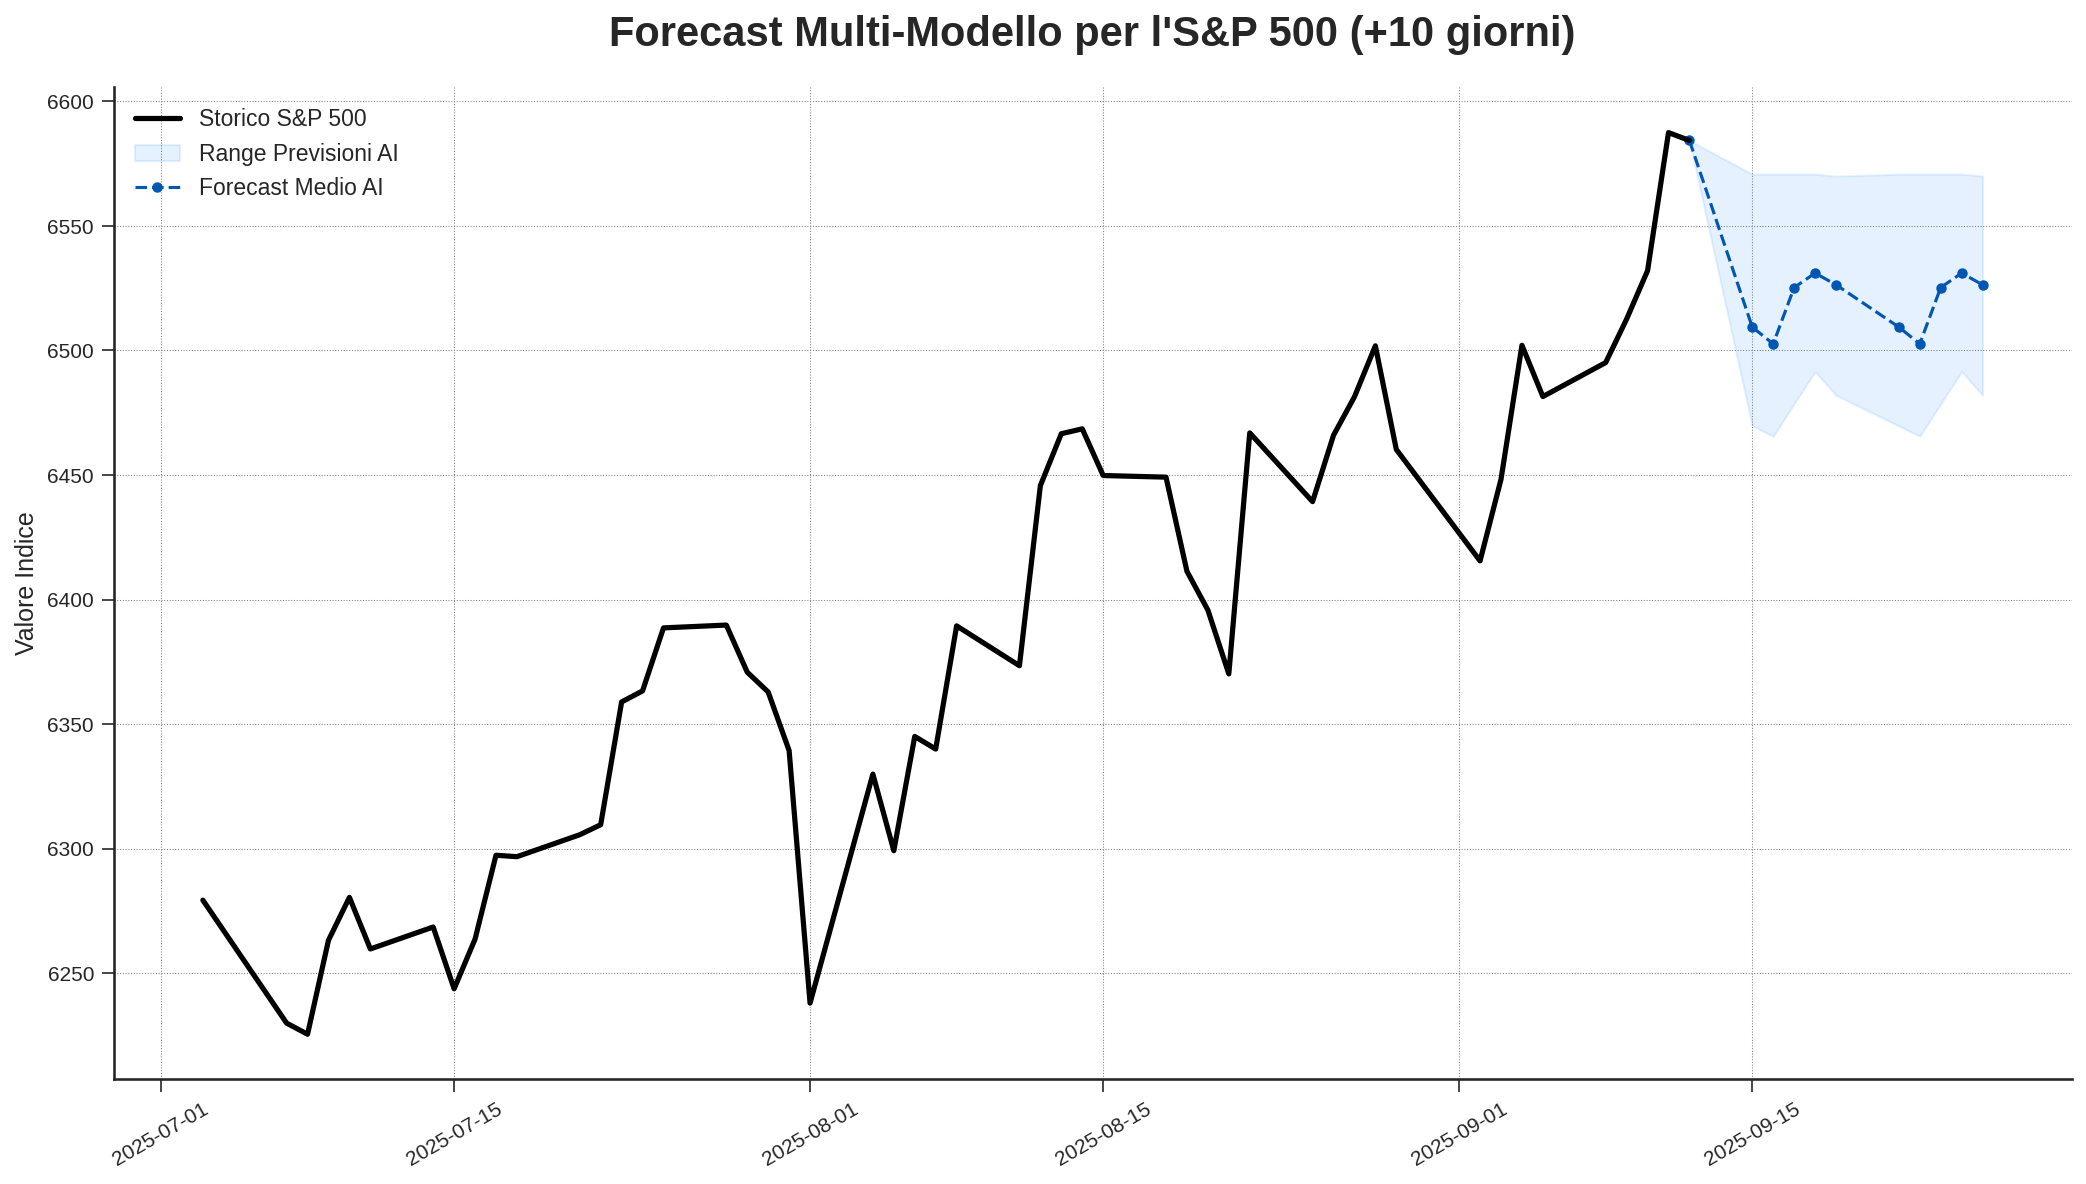 Forecast Multi-Modello per l'S&P 500 (+10 giorni)
Storico S&P 500
Range Previsioni AI
Forecast Medio AI
Valore Indice
6600
6550
6500
6450
6400
6350
6300
6250
2025-07-01
2025-07-15
2025-08-01
2025-08-15
2025-09-01
2025-09-15